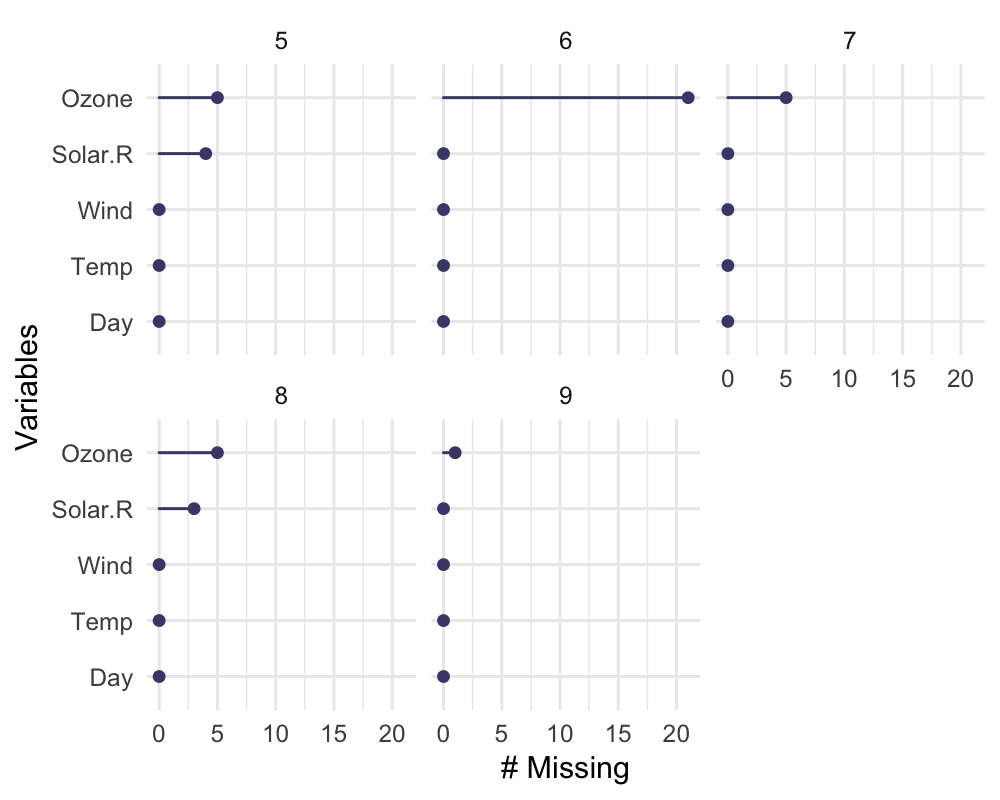 5 6 7
Ozone
Solar.R
Wind
Temp
Day
0 5 10 15 20
8 9
Ozone
Solar.R
Wind
Temp
Day
0 5 10 15 20 0 5 10 15 20
# Missing
Variables